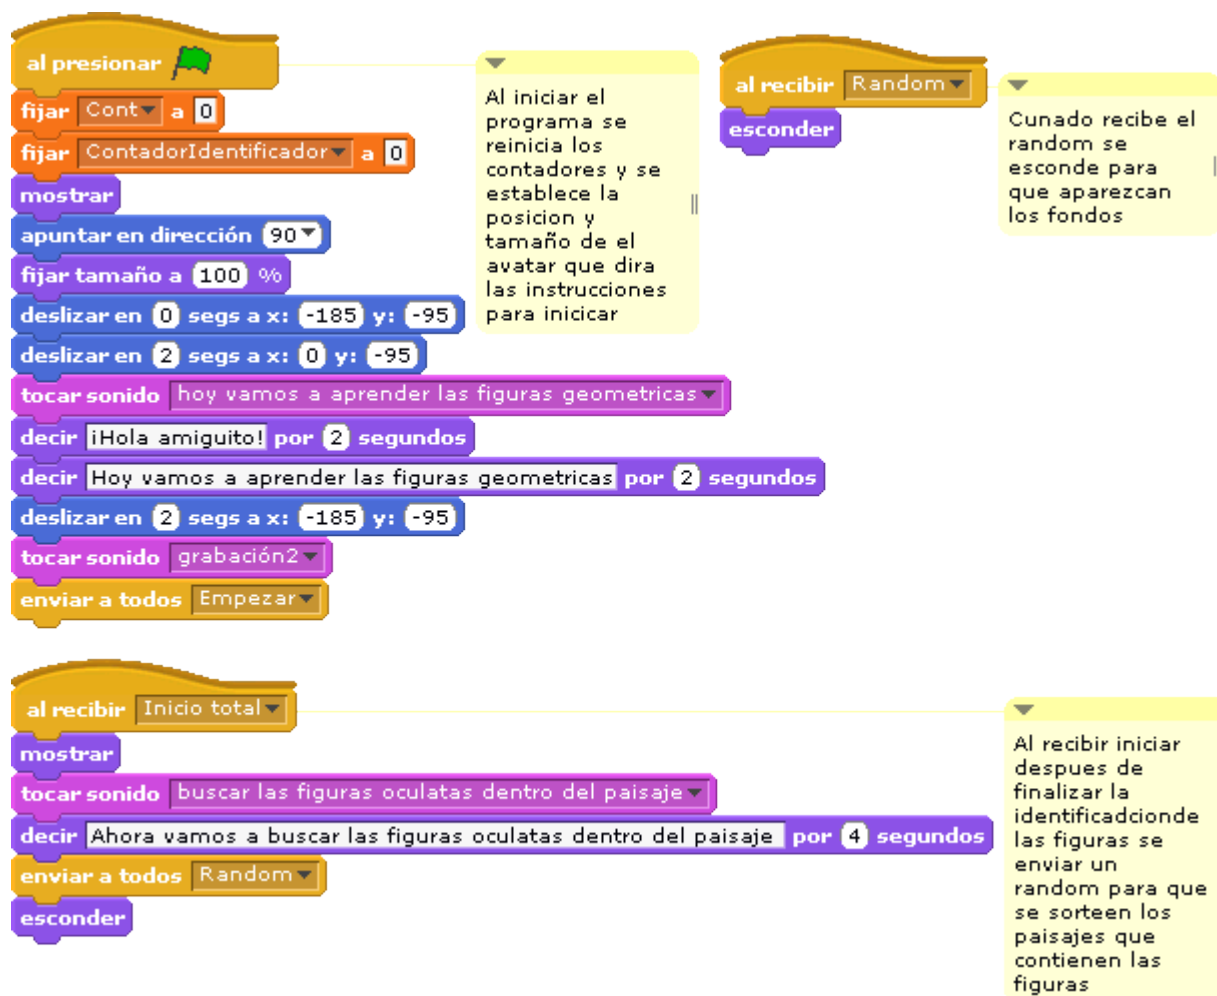 al presionar
fijar Cont a 0
fijar ContadorIdentificador a 0
mostrar
apuntar en dirección 90
fijar tamaño a 100 %
deslizar en 0 segs a x: -185 y: -95
deslizar en 2 segs a x: 0 y: -95
tocar sonido hoy vamos a aprender las figuras geometricas
decir ¡Hola amiguito! por 2 segundos
decir Hoy vamos a aprender las figuras geometricas por 2 segundos
deslizar en 2 segs a x: -185 y: -95
tocar sonido grabación2
enviar a todos Empezar
Al iniciar el
programa se
reinicia los
contadores y se
establece la
posicion y
tamaño de el
avatar que dira
las instrucciones
para inicicar
al recibir Random
esconder
Cunado recibe el
random se
esconde para
que aparezcan
los fondos
al recibir Inicio total
mostrar
tocar sonido buscar las figuras oculatas dentro del paisaje
decir Ahora vamos a buscar las figuras oculatas dentro del paisaje por 4 segundos
enviar a todos Random
esconder
Al recibir iniciar
despues de
finalizar la
identificadcionde
las figuras se
enviar un
random para que
se sorteen los
paisajes que
contienen las
figuras